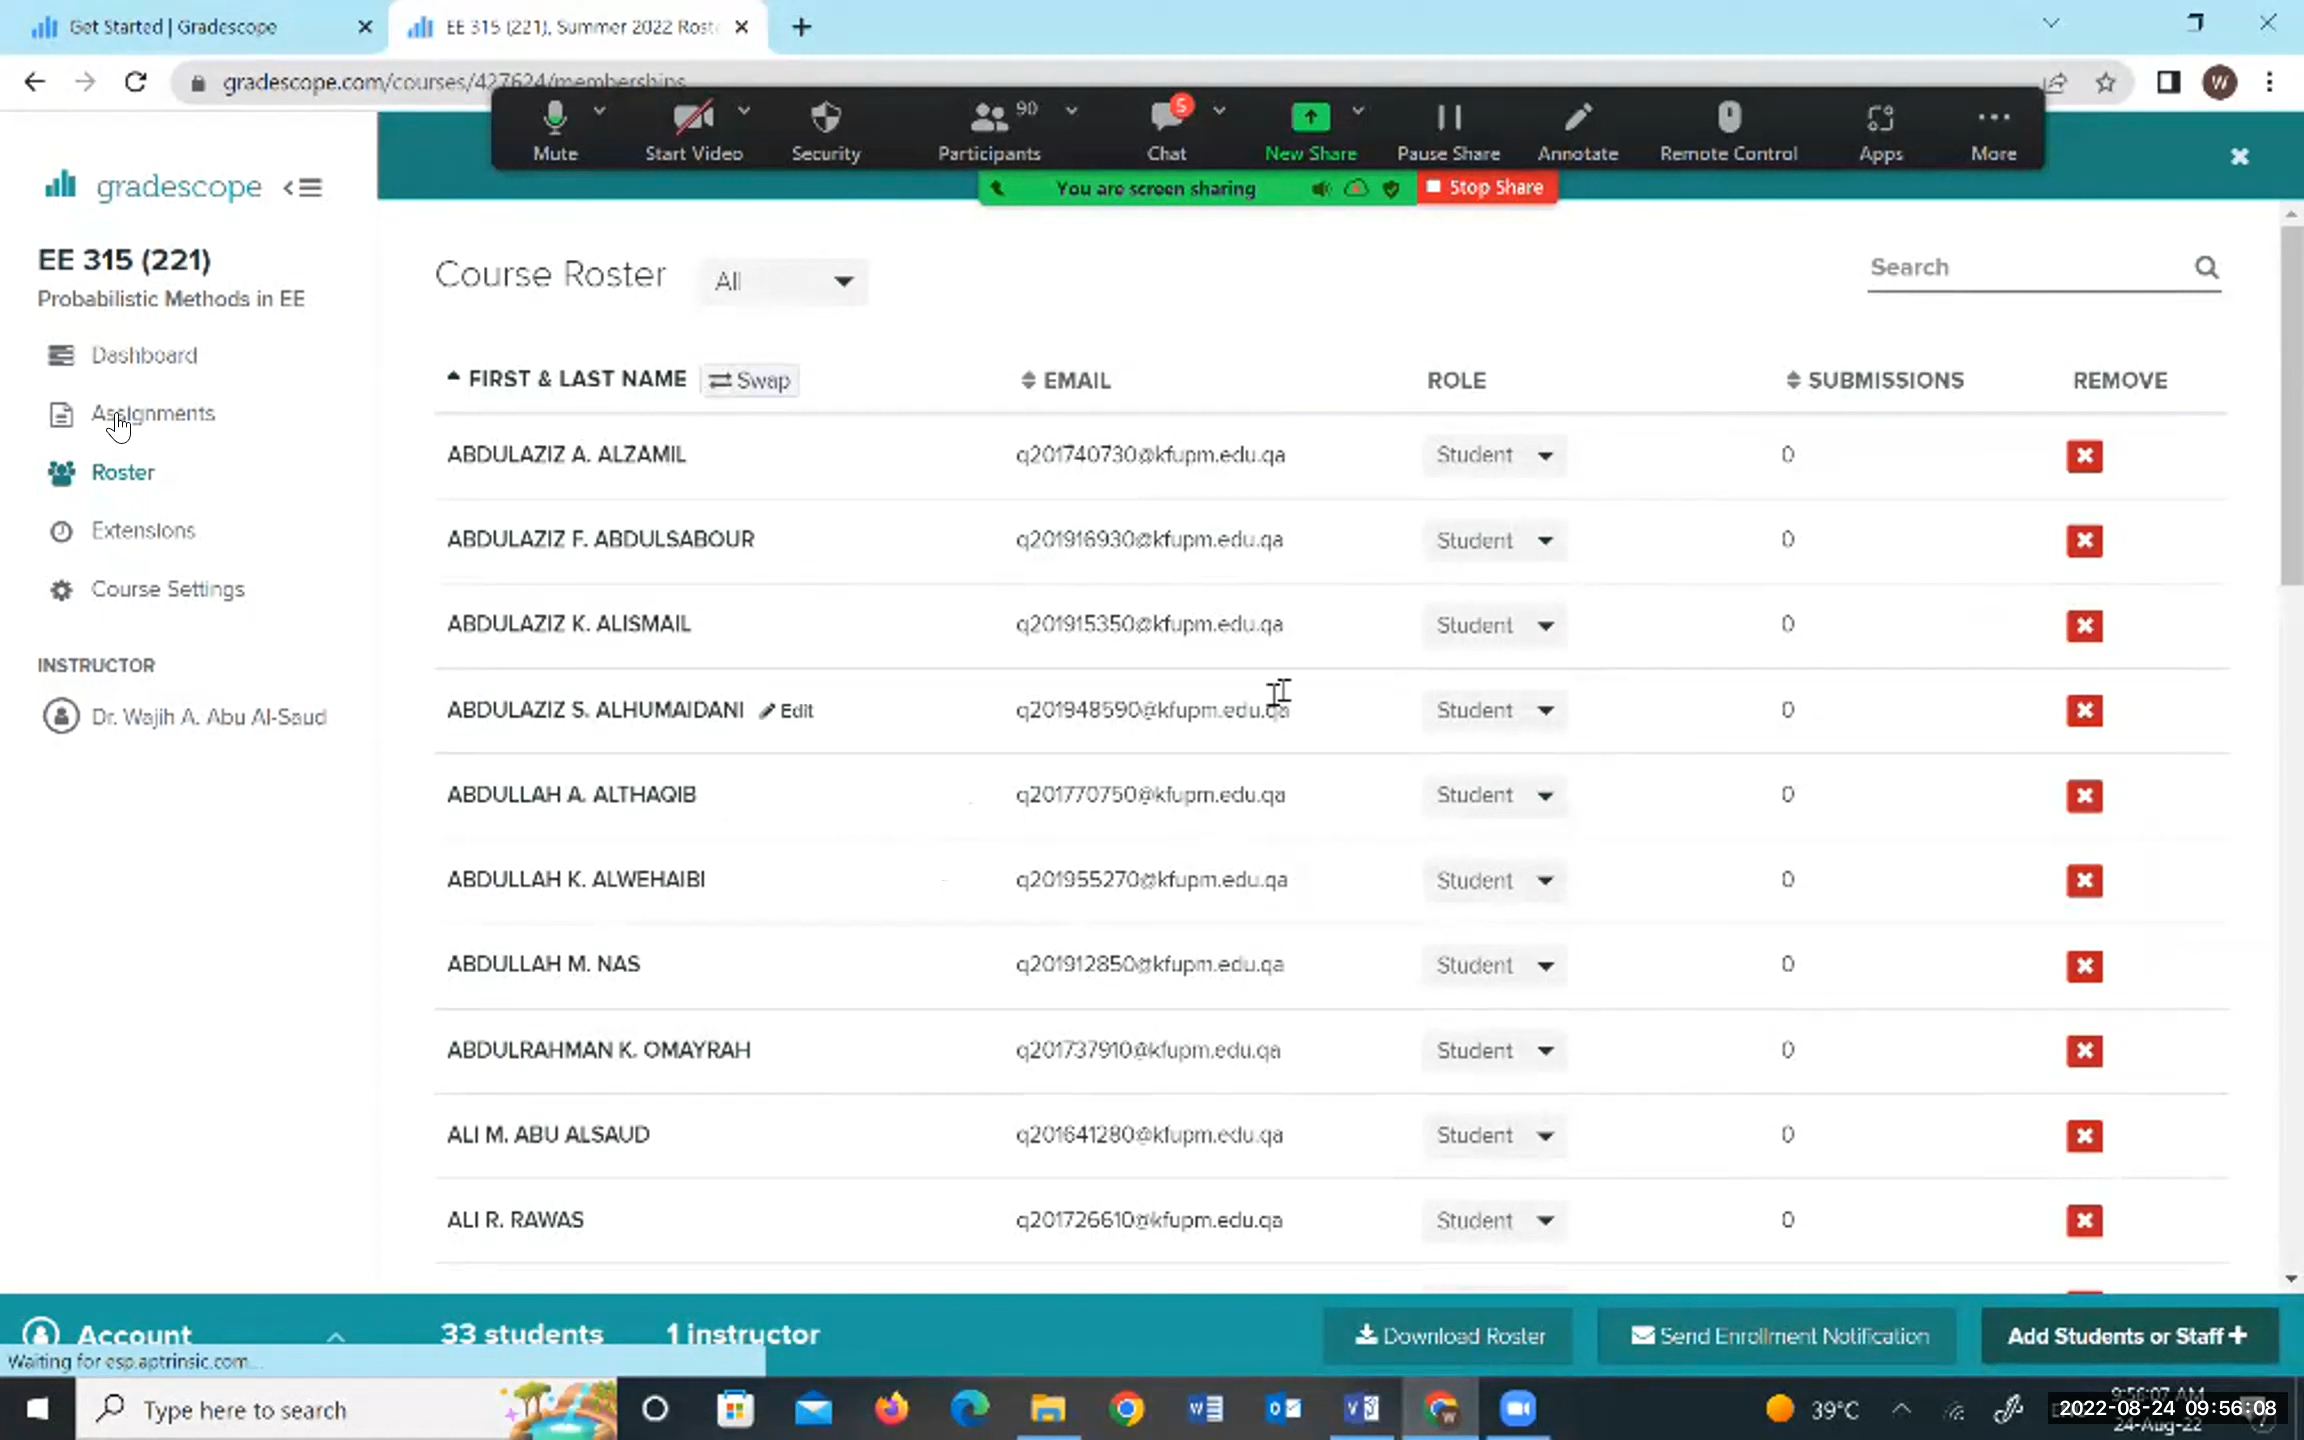 Get Started | Gradescope
EE 315 (221), Summer 2022 Rost
gradescope.com/courses/427624/memberships
W
90
5
Mute
Start Video
Security
Participants
Chat
New Share
Pause Share
Annotate
Remote Control
Apps
More
You are screen sharing
Stop Share
gradescope
EE 315 (221)
Probabilistic Methods in EE
Dashboard
Assignments
Roster
Extensions
Course Settings
INSTRUCTOR
Dr. Wajih A. Abu Al-Saud
Course Roster All
Search
FIRST & LAST NAME Swap EMAIL ROLE SUBMISSIONS REMOVE
ABDULAZIZ A. ALZAMIL q201740730@kfupm.edu.qa Student 0
ABDULAZIZ F. ABDULSABOUR q201916930@kfupm.edu.qa Student 0
ABDULAZIZ K. ALISMAIL q201915350@kfupm.edu.qa Student 0
ABDULAZIZ S. ALHUMAIDANI Edit q201948590@kfupm.edu.qa Student 0
ABDULLAH A. ALTHAQIB q201770750@kfupm.edu.qa Student 0
ABDULLAH K. ALWEHAIBI q201955270@kfupm.edu.qa Student 0
ABDULLAH M. NAS q201912850@kfupm.edu.qa Student 0
ABDULRAHMAN K. OMAYRAH q201737910@kfupm.edu.qa Student 0
ALI M. ABU ALSAUD q201641280@kfupm.edu.qa Student 0
ALI R. RAWAS q201726610@kfupm.edu.qa Student 0
Account
33 students 1 instructor
Download Roster
Send Enrollment Notification
Add Students or Staff +
Waiting for esp.aptrinsic.com...
Type here to search
39°C
9:56:07 AM
2022-08-24 09:56:08
24-Aug-22